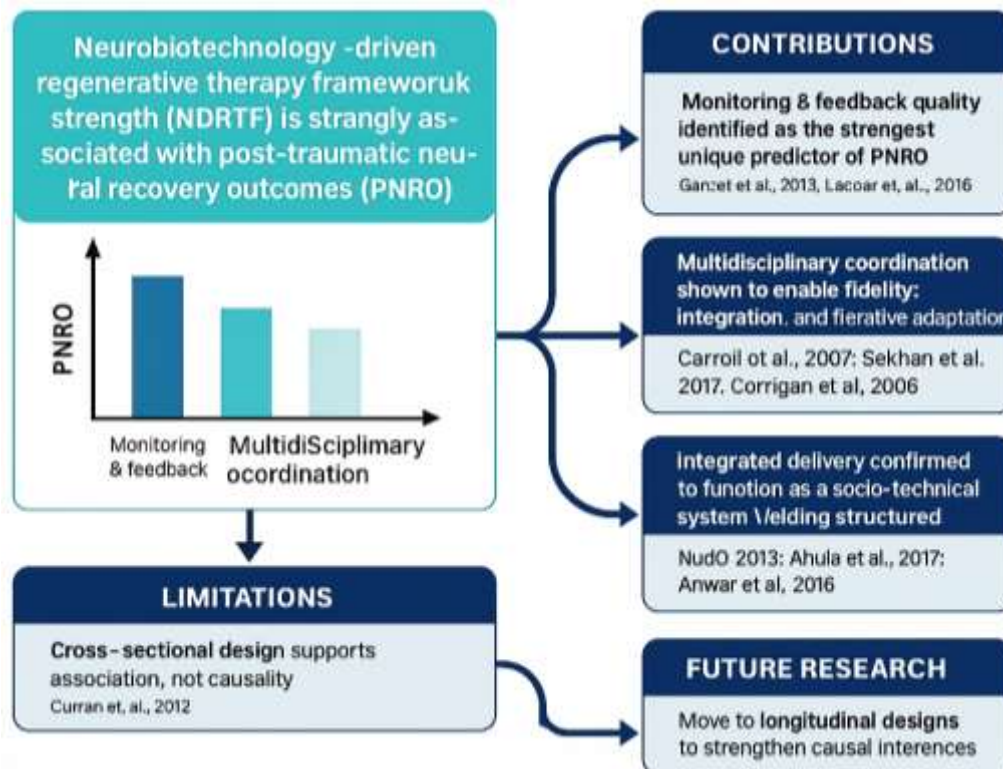 Neurobiotechnology -driven
regenerative therapy frameworuk
strength (NDRTF) is strangly as-
sociated with post-traumatic neu-
ral recovery outcomes (PNRO)
PNRO
Monitoring
& feedback
MultidiSciplimary
ocordination
LIMITATIONS
Cross-sectional design supports
association, not causality
Curran et, al., 2012
CONTRIBUTIONS
Monitoring & feedback quality
identified as the strengest
unique predictor of PNRO
Ganzet et al., 2013, Lacoar et, al., 2016
Multidisciplinary coordination
shown to enable fidelity:
integration, and fierative adaptation
Carroil ot al., 2007: Sekhan et al.
2017. Corrigan et al, 2006
Integrated delivery confirmed
to funotion as a socio-technical
system \/elding structured
NudO 2013: Ahula et al., 2017:
Anwar et al, 2016
FUTURE RESEARCH
Move to longitudinal designs
to strengthen causal interences